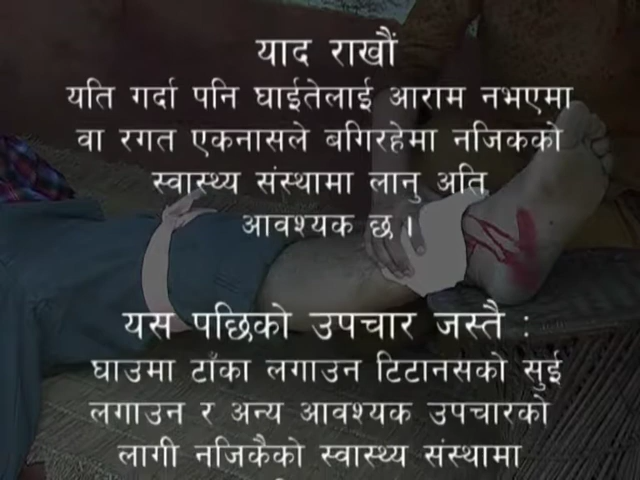 याद राखौं
यति गर्दा पनि घाईतेलाई आराम नभएमा
वा रगत एकनासले बगिरहेमा नजिकको
स्वास्थ्य संस्थामा लानु अति
आवश्यक छ ।
यस पछिको उपचार जस्तै :
घाउमा टाँका लगाउन टिटानसको सुई
लगाउन र अन्य आवश्यक उपचारको
लागी नजिकैको स्वास्थ्य संस्थामा